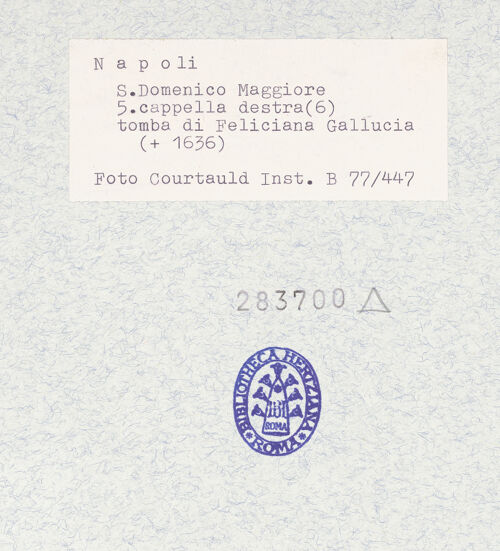 Napoli
S.Domenico Maggiore
5.cappella destra(6)
tomba di Feliciana Gallucia
(+ 1636)
Foto Courtauld Inst. B 77/447
283700 △
BIBLIOTHECA HERTZIANA
ROMA
* ROMA *